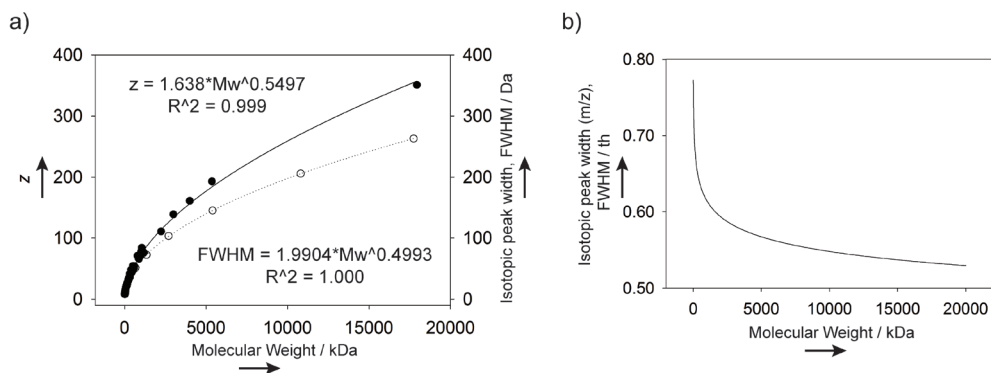 a)
400
300
200
100
0
z
z = 1.638*Mw^0.5497
R^2 = 0.999
FWHM = 1.9904*Mw^0.4993
R^2 = 1.000
400
300
200
100
0
Isotopic peak width, FWHM / Da
0 5000 10000 15000 20000
Molecular Weight / kDa
b)
0.80
0.70
0.60
0.50
Isotopic peak width (m/z),
FWHM / th
0 5000 10000 15000 20000
Molecular Weight / kDa